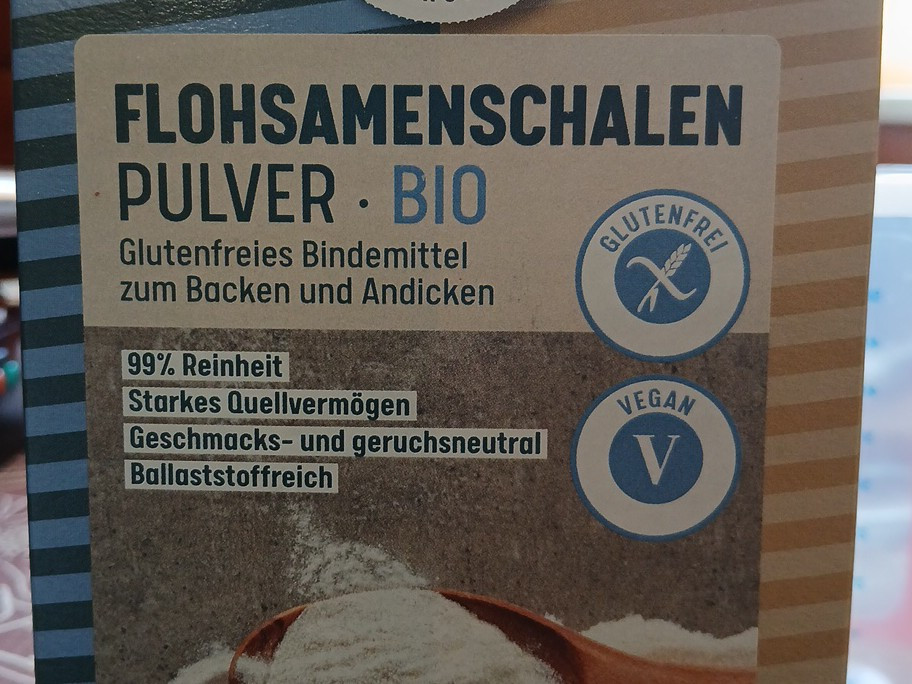 FLOHSAMENSCHALEN
PULVER · BIO
Glutenfreies Bindemittel
zum Backen und Andicken
GLUTENFREI
99% Reinheit
Starkes Quellvermögen
Geschmacks- und geruchsneutral
Ballaststoffreich
VEGAN
V